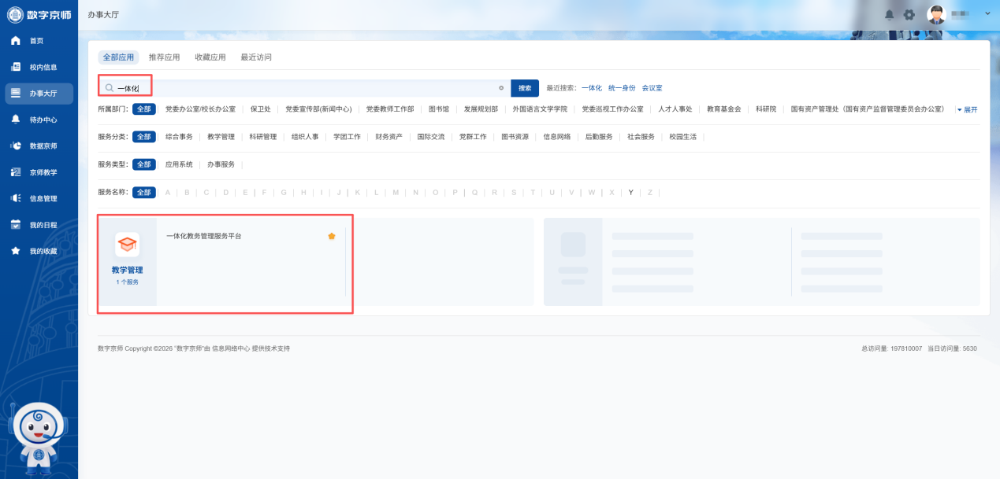 数字京师
办事大厅
首页
校内信息
办事大厅
待办中心
数据京师
京师教学
信息管理
我的日程
我的收藏
全部应用 推荐应用 收藏应用 最近访问
一体化 搜索 最近搜索: 一体化 统一身份 会议室
所属部门: 全部 党委办公室/校长办公室 保卫处 党委宣传部(新闻中心) 党委教师工作部 图书馆 发展规划部 外国语言文学学院 党委巡视工作办公室 人才人事处 教育基金会 科研院 国有资产管理处（国有资产监督管理委员会办公室） 展开
服务分类: 全部 综合事务 教学管理 科研管理 组织人事 学团工作 财务资产 国际交流 党群工作 图书资源 信息网络 后勤服务 社会服务 校园生活
服务类型: 全部 应用系统 办事服务
服务名称: 全部 A B C D E F G H I J K L M N O P Q R S T U V W X Y Z
一体化教务管理服务平台
教学管理
1 个服务
数字京师 Copyright ©2026 "数字京师"由 信息网络中心 提供技术支持 总访问量: 197810007 当日访问量: 5630